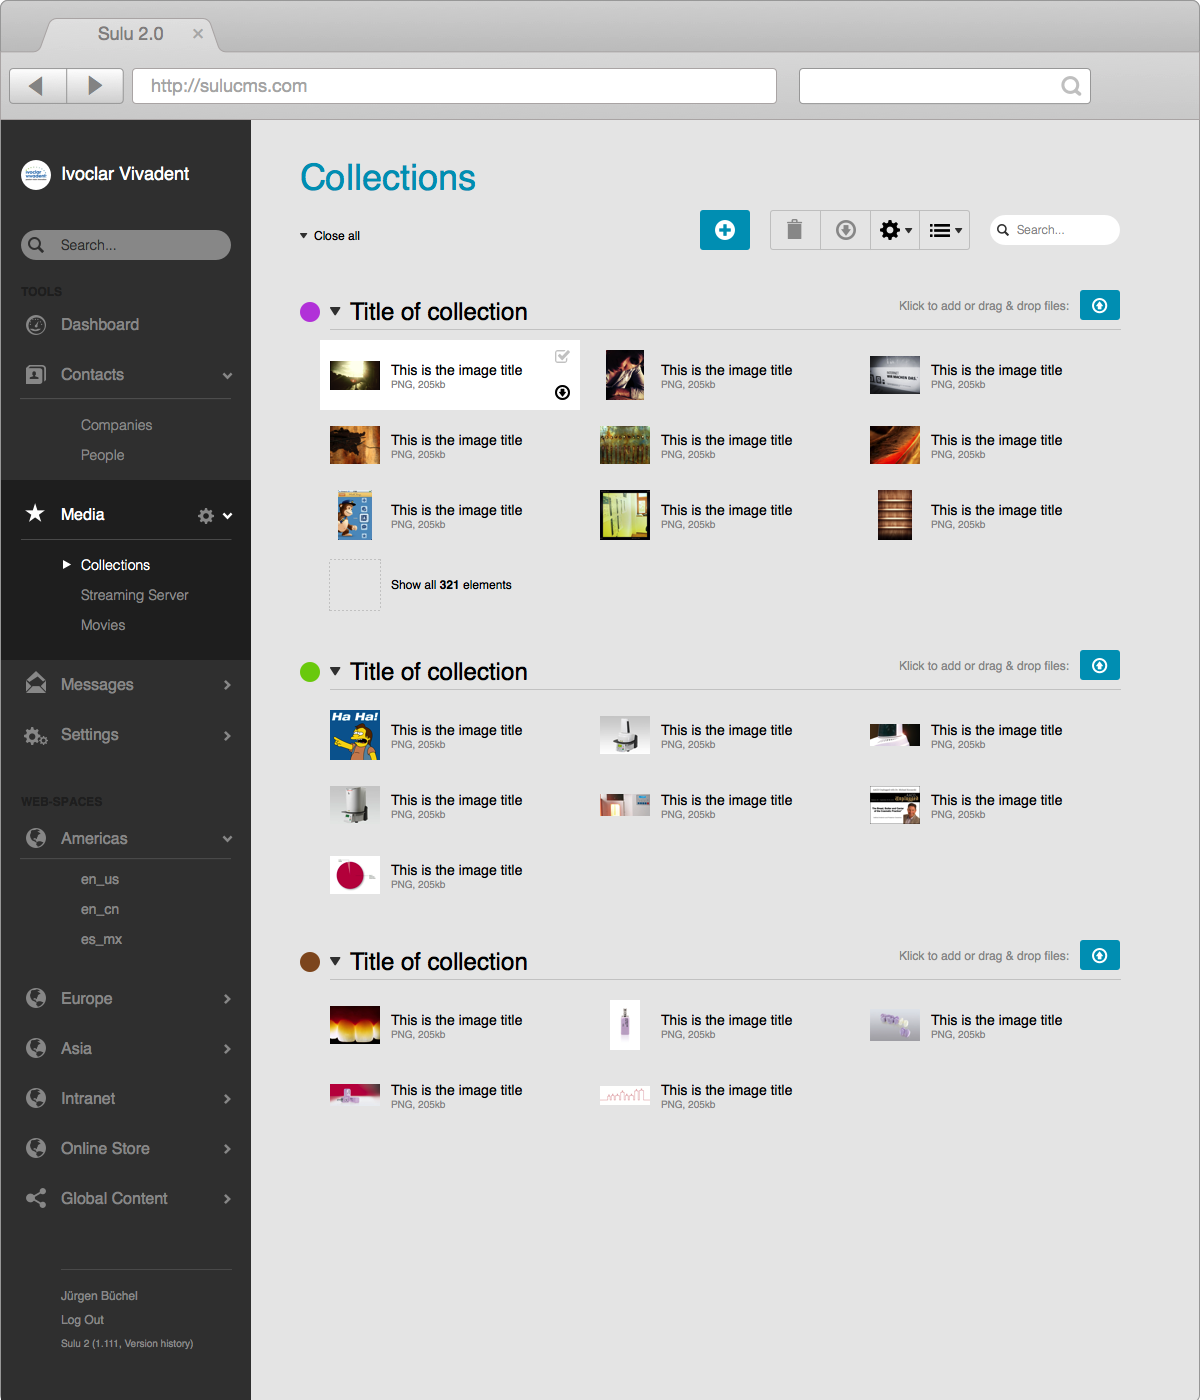 Sulu 2.0
http://sulucms.com
ivoclar
vivadent
Ivoclar Vivadent
Search...
TOOLS
Dashboard
Contacts
Companies
People
Media
Collections
Streaming Server
Movies
Messages
Settings
WEB-SPACES
Americas
en_us
en_cn
es_mx
Europe
Asia
Intranet
Online Store
Global Content
Jürgen Büchel
Log Out
Sulu 2 (1.111, Version history)
Collections
Close all
Search...
Title of collection
Klick to add or drag & drop files:
This is the image title
PNG, 205kb
This is the image title
PNG, 205kb
This is the image title
PNG, 205kb
This is the image title
PNG, 205kb
This is the image title
PNG, 205kb
This is the image title
PNG, 205kb
This is the image title
PNG, 205kb
This is the image title
PNG, 205kb
This is the image title
PNG, 205kb
Show all 321 elements
Title of collection
Klick to add or drag & drop files:
Ha Ha!
This is the image title
PNG, 205kb
This is the image title
PNG, 205kb
This is the image title
PNG, 205kb
This is the image title
PNG, 205kb
This is the image title
PNG, 205kb
This is the image title
PNG, 205kb
This is the image title
PNG, 205kb
Title of collection
Klick to add or drag & drop files:
This is the image title
PNG, 205kb
This is the image title
PNG, 205kb
This is the image title
PNG, 205kb
This is the image title
PNG, 205kb
This is the image title
PNG, 205kb